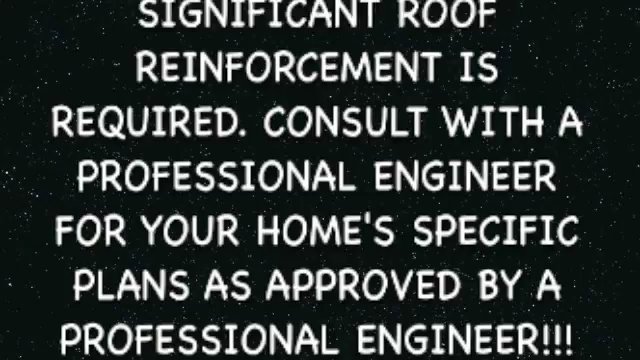 SIGNIFICANT ROOF
REINFORCEMENT IS
REQUIRED. CONSULT WITH A
PROFESSIONAL ENGINEER
FOR YOUR HOME'S SPECIFIC
PLANS AS APPROVED BY A
PROFESSIONAL ENGINEER!!!